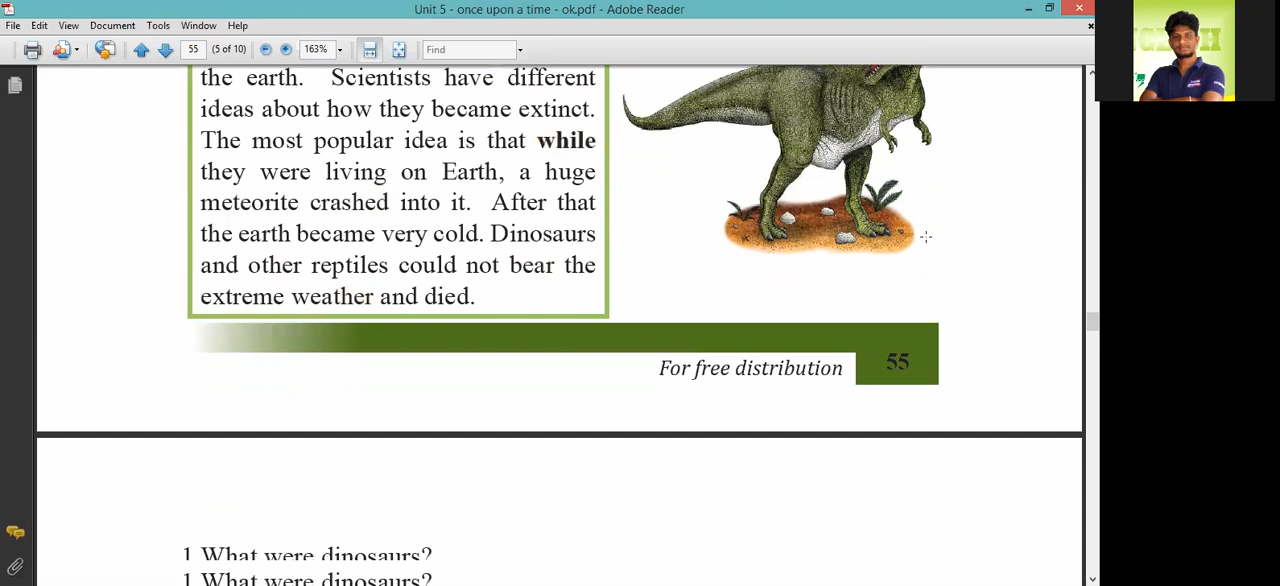 Unit 5 - once upon a time - ok.pdf - Adobe Reader
File Edit View Document Tools Window Help
55 (5 of 10) 163% Find
the earth. Scientists have different
ideas about how they became extinct.
The most popular idea is that while
they were living on Earth, a huge
meteorite crashed into it. After that
the earth became very cold. Dinosaurs
and other reptiles could not bear the
extreme weather and died.
For free distribution 55
1 What were dinosaurs?
1 What were dinosaurs?